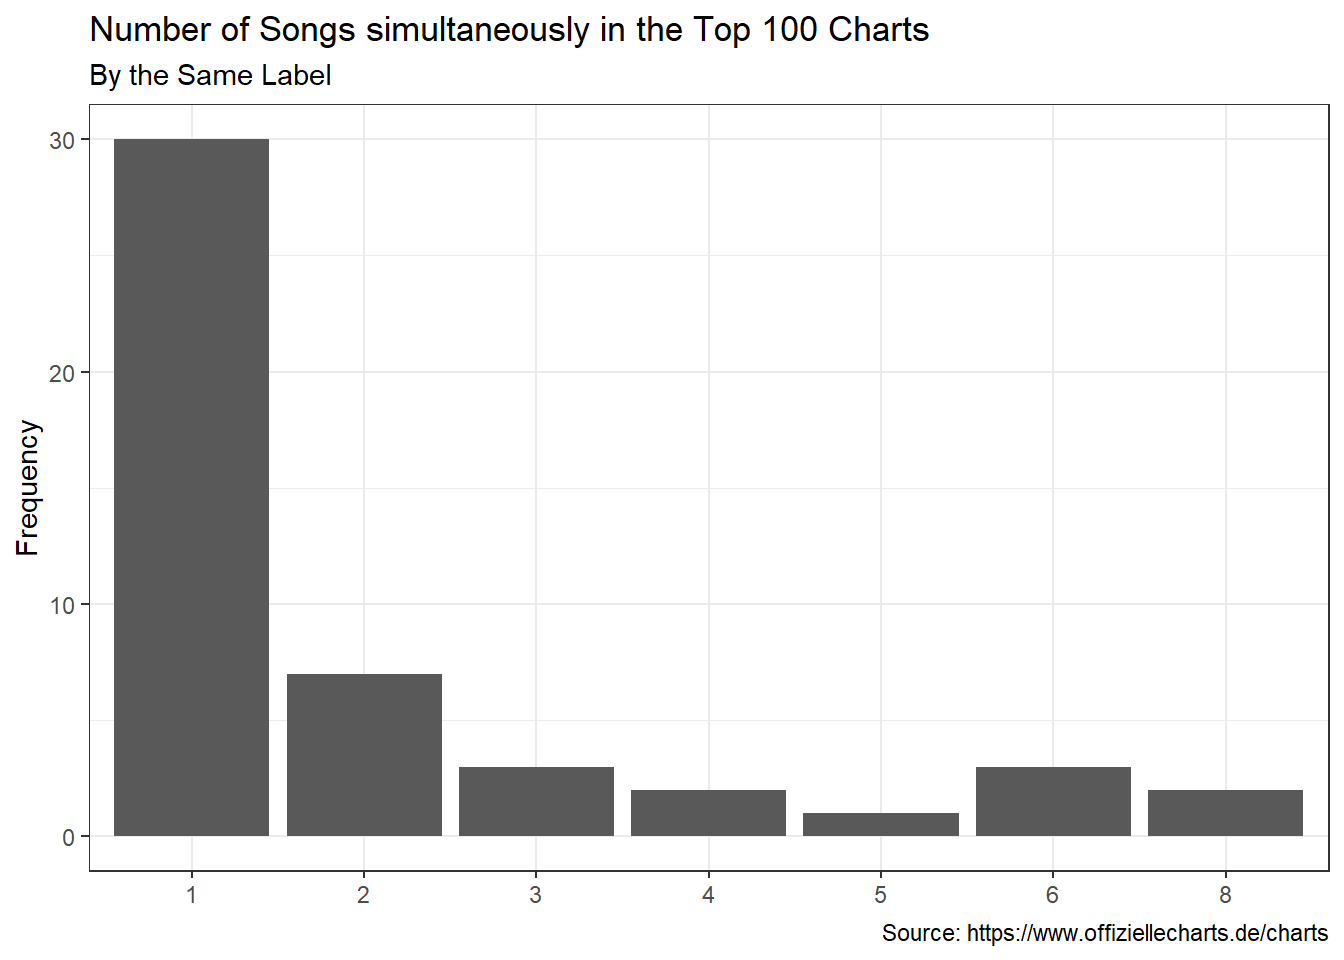 Number of Songs simultaneously in the Top 100 Charts
By the Same Label
Frequency
30
20
10
0
1 2 3 4 5 6 8
Source: https://www.offiziellecharts.de/charts